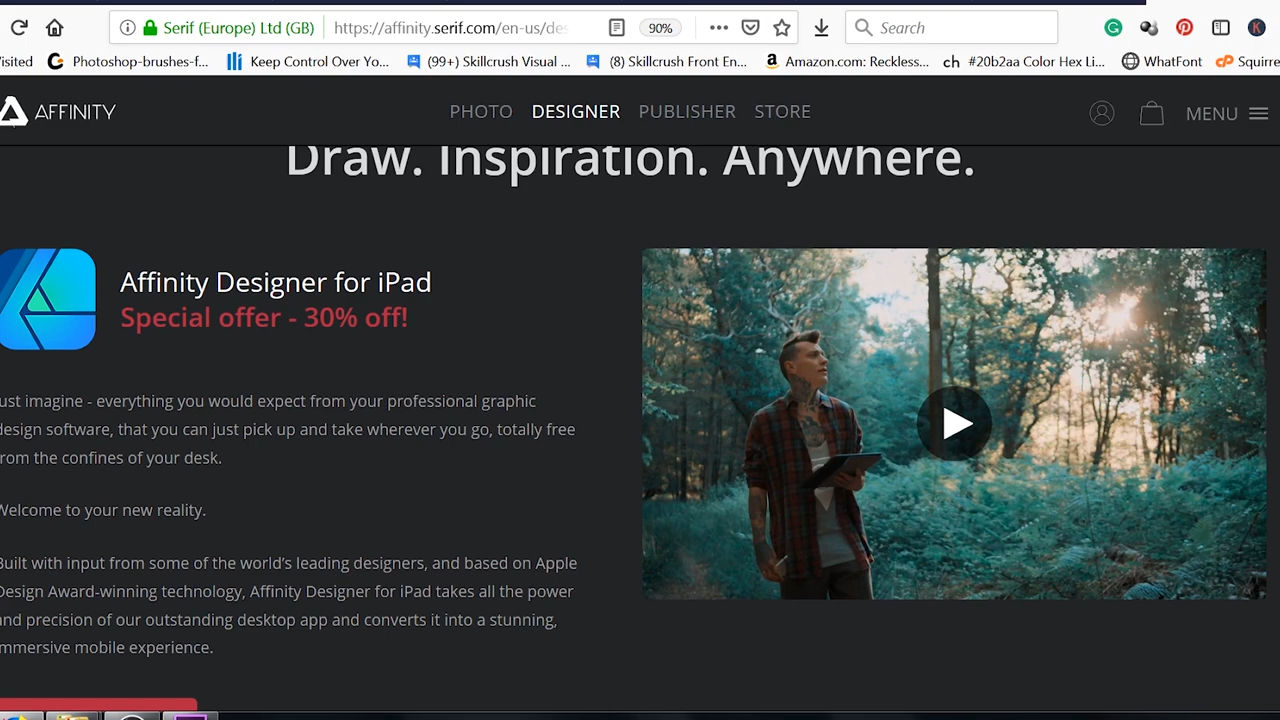 Serif (Europe) Ltd (GB) https://affinity.serif.com/en-us/des 90% Search
isited Photoshop-brushes-f... Keep Control Over Yo... (99+) Skillcrush Visual ... (8) Skillcrush Front En... Amazon.com: Reckless... ch #20b2aa Color Hex Li... WhatFont CP Squirre
AFFINITY PHOTO DESIGNER PUBLISHER STORE MENU
Draw. Inspiration. Anywhere.
Affinity Designer for iPad
Special offer - 30% off!
ust imagine - everything you would expect from your professional graphic
design software, that you can just pick up and take wherever you go, totally free
from the confines of your desk.
Welcome to your new reality.
Built with input from some of the world's leading designers, and based on Apple
Design Award-winning technology, Affinity Designer for iPad takes all the power
and precision of our outstanding desktop app and converts it into a stunning,
immersive mobile experience.